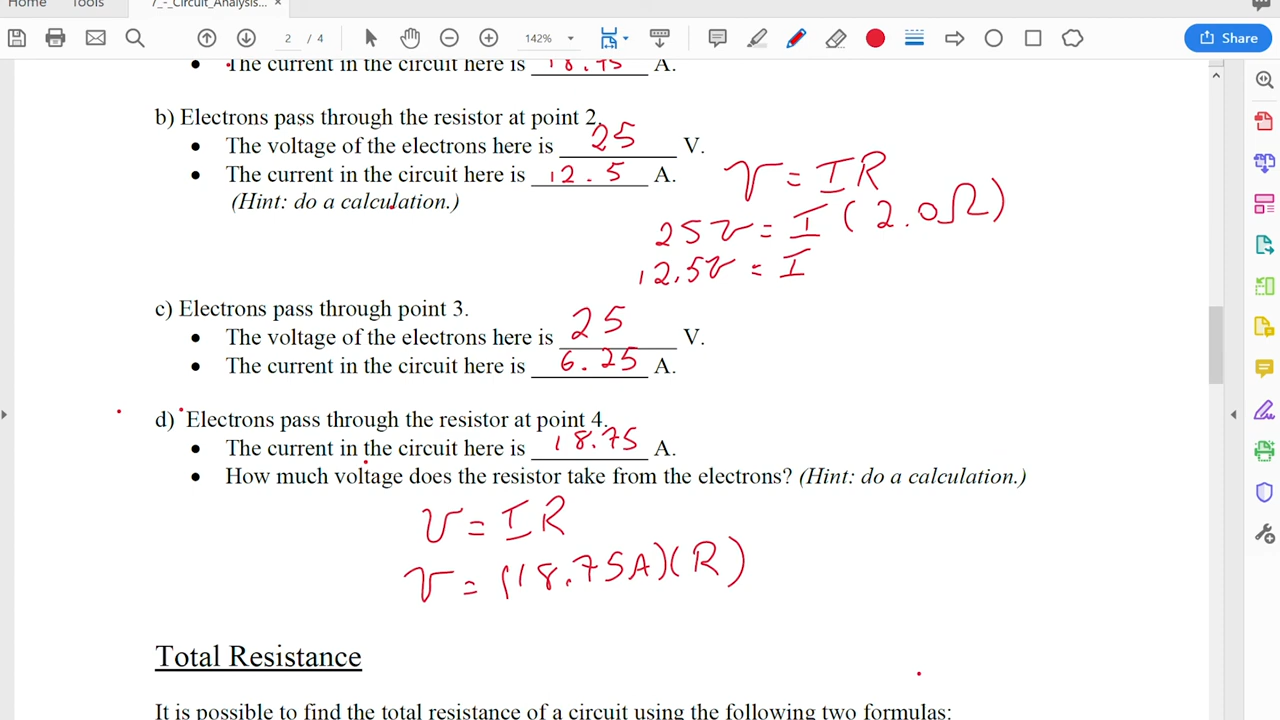 Home Tools 7_-_Circuit_Analysis... ×
2 / 4 142% Share
• The current in the circuit here is 18.75 A.
b) Electrons pass through the resistor at point 2.
• The voltage of the electrons here is 25 V.
• The current in the circuit here is 12.5 A.
(Hint: do a calculation.)
V = IR
25V = I (2.0Ω)
12.5V = I
c) Electrons pass through point 3.
• The voltage of the electrons here is 25 V.
• The current in the circuit here is 6.25 A.
d) Electrons pass through the resistor at point 4.
• The current in the circuit here is 18.75 A.
• How much voltage does the resistor take from the electrons? (Hint: do a calculation.)
V = IR
V = (18.75A)(R)
Total Resistance
It is possible to find the total resistance of a circuit using the following two formulas: